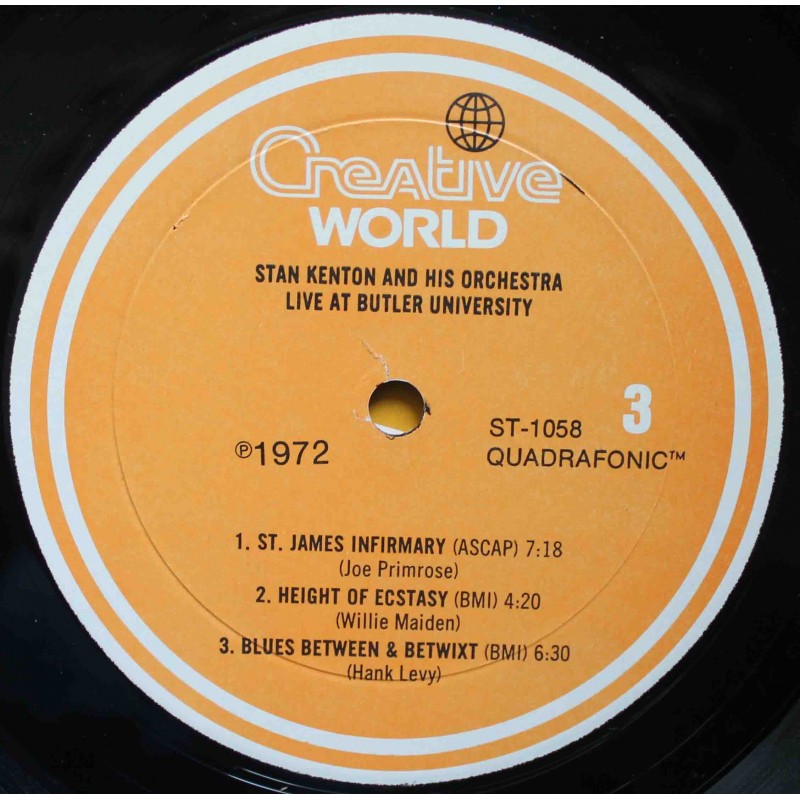 Creative
WORLD
STAN KENTON AND HIS ORCHESTRA
LIVE AT BUTLER UNIVERSITY
3
ST-1058
℗1972
QUADRAFONIC™
1. ST. JAMES INFIRMARY (ASCAP) 7:18
(Joe Primrose)
2. HEIGHT OF ECSTASY (BMI) 4:20
(Willie Maiden)
3. BLUES BETWEEN & BETWIXT (BMI) 6:30
(Hank Levy)